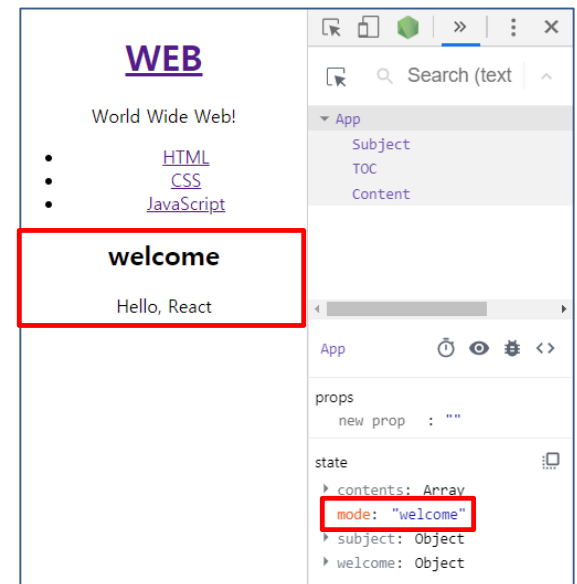 WEB
World Wide Web!
HTML
CSS
JavaScript
welcome
Hello, React
Search (text
App
Subject
TOC
Content
App
props
new prop : ""
state
contents: Array
mode: "welcome"
subject: Object
welcome: Object